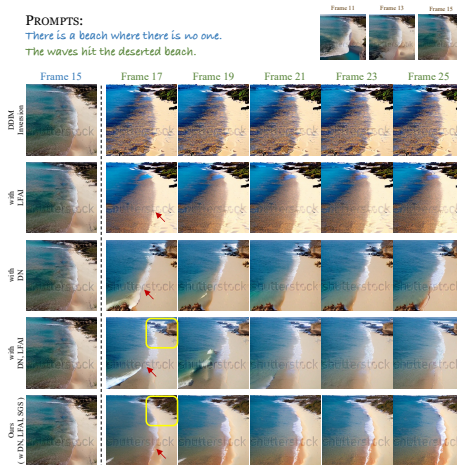 PROMPTS:
There is a beach where there is no one.
The waves hit the deserted beach.
Frame 11 Frame 13 Frame 15
Frame 15 Frame 17 Frame 19 Frame 21 Frame 23 Frame 25
DDIM
Inversion
with
LFAI
with
DN
with
DN, LFAI
Ours
( w DN, LFAI, SGS )
shutterstock